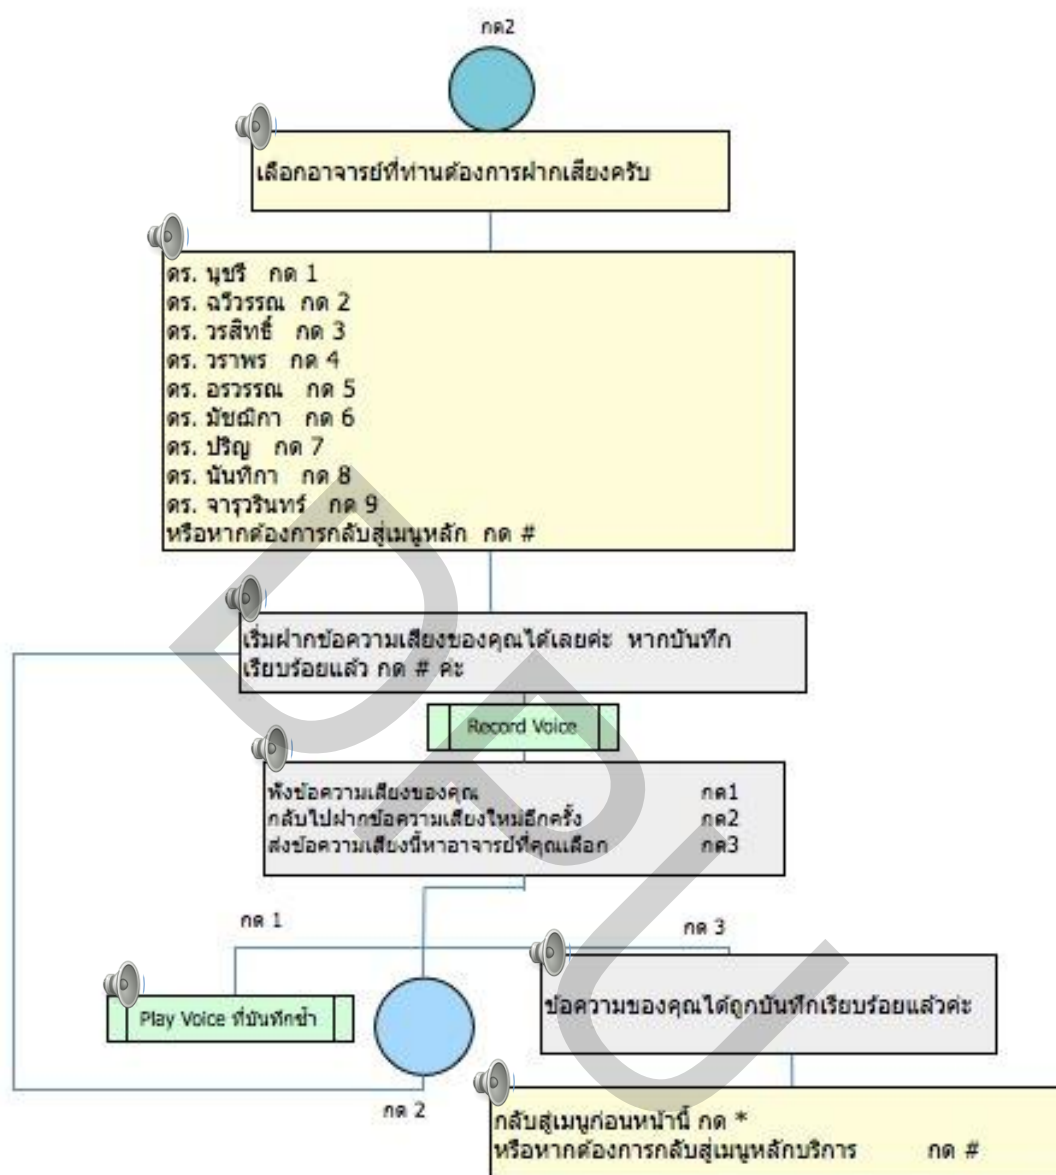 กด2
เลือกอาจารย์ที่ท่านต้องการฝากเสียงครับ
ดร. นุชรี กด 1
ดร. ฉวีวรรณ กด 2
ดร. วรสิทธิ์ กด 3
ดร. วราพร กด 4
ดร. อรวรรณ กด 5
ดร. มัชฌิกา กด 6
ดร. ปริญ กด 7
ดร. นันทิกา กด 8
ดร. จารุวรินทร์ กด 9
หรือหากต้องการกลับสู่เมนูหลัก กด #
เริ่มฝากข้อความเสียงของคุณได้เลยค่ะ หากบันทึก
เรียบร้อยแล้ว กด # ค่ะ
Record Voice
ฟังข้อความเสียงของคุณ กด1
กลับไปฝากข้อความเสียงใหม่อีกครั้ง กด2
ส่งข้อความเสียงนี้หาอาจารย์ที่คุณเลือก กด3
กด 1
กด 3
Play Voice ที่บันทึกซ้ำ
ข้อความของคุณได้ถูกบันทึกเรียบร้อยแล้วค่ะ
กด 2
กลับสู่เมนูก่อนหน้านี้ กด *
หรือหากต้องการกลับสู่เมนูหลักบริการ กด #
DPU